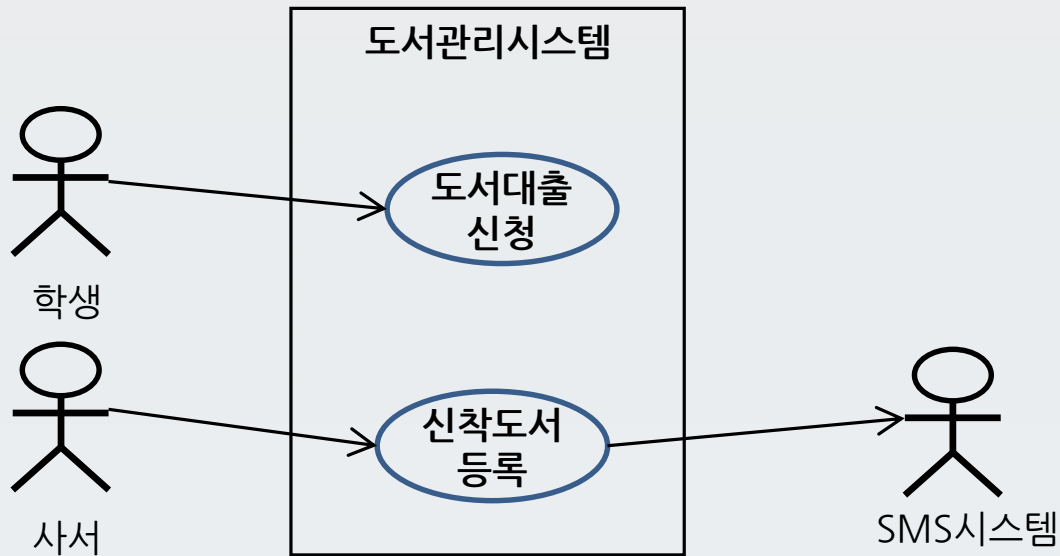 도서관리시스템
도서대출
신청
학생
신착도서
등록
사서
SMS시스템